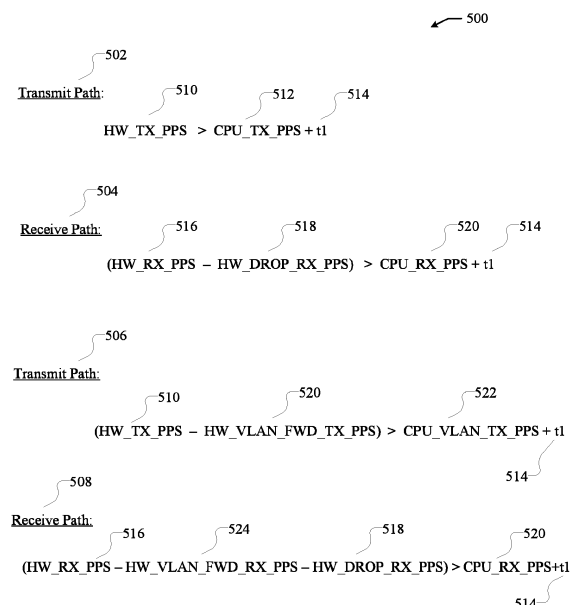 500
502
Transmit Path:
510 512 514
HW_TX_PPS > CPU_TX_PPS + t1
504
Receive Path:
516 518 520 514
(HW_RX_PPS – HW_DROP_RX_PPS) > CPU_RX_PPS + t1
506
Transmit Path:
510 520 522
(HW_TX_PPS – HW_VLAN_FWD_TX_PPS) > CPU_VLAN_TX_PPS + t1
514
508
Receive Path:
516 524 518 520
(HW_RX_PPS – HW_VLAN_FWD_RX_PPS – HW_DROP_RX_PPS) > CPU_RX_PPS+t1
514